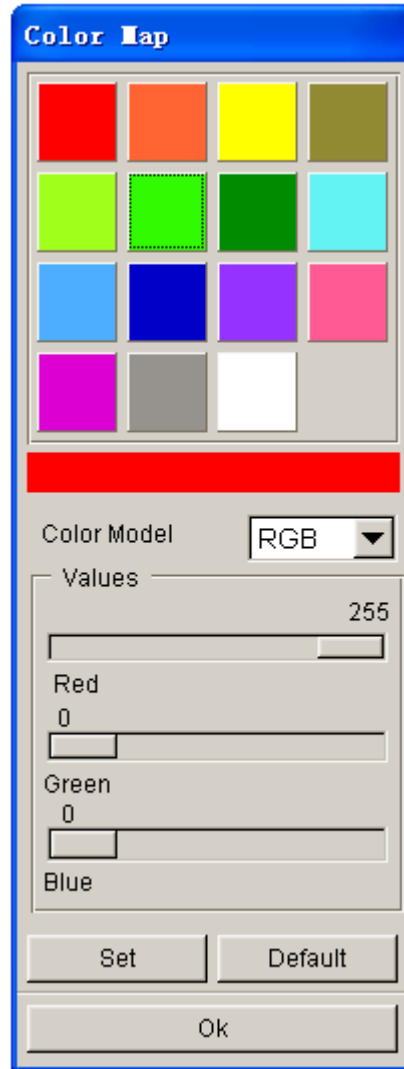 Color Map
Color Model
RGB
Values
255
Red
0
Green
0
Blue
Set
Default
Ok